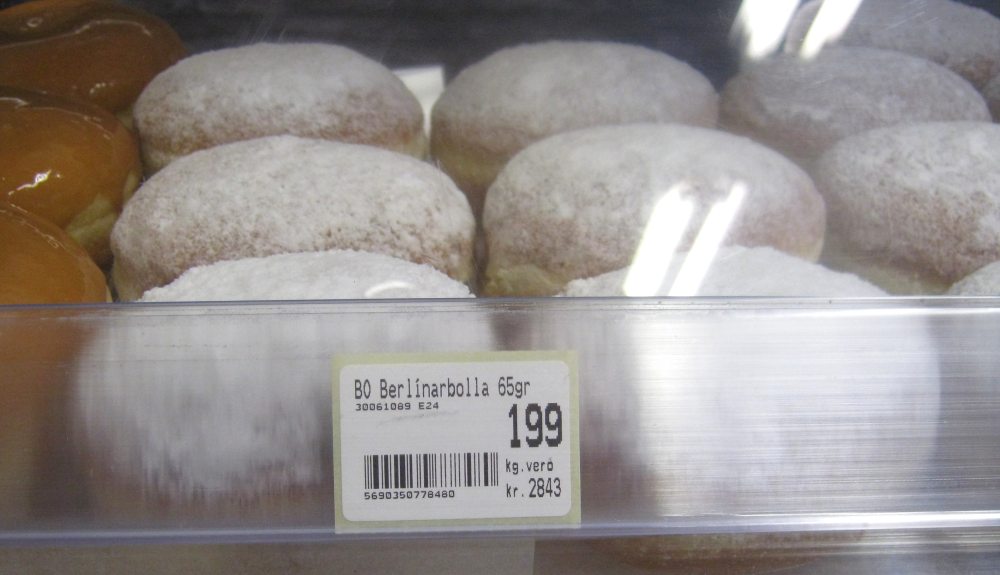 BO Berlínarbolla 65gr
30061089 E24
199
kg.verð
kr.2843
5690350778480